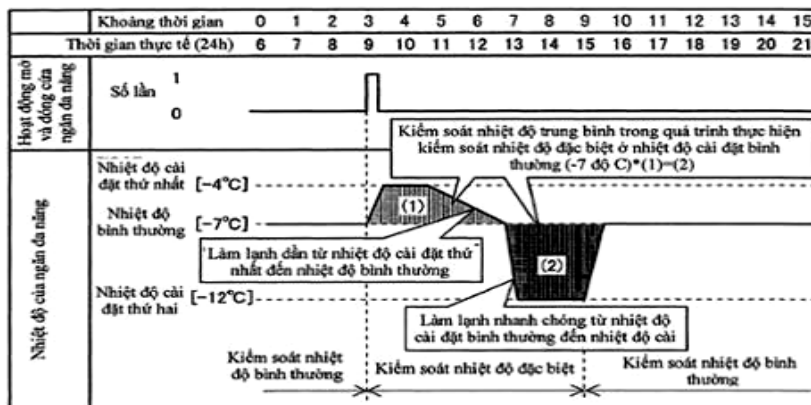 Khoảng thời gian 0 1 2 3 4 5 6 7 8 9 10 11 12 13 14 15
Thời gian thực tế (24h) 6 7 8 9 10 11 12 13 14 15 16 17 18 19 20 21
Hoạt động mở
và đóng cửa
ngăn đa năng
Số lần
1
0
Kiểm soát nhiệt độ trung bình trong quá trình thực hiện
kiểm soát nhiệt độ đặc biệt ở nhiệt độ cài đặt bình
thường (-7 độ C)*(1)=(2)
Nhiệt độ của ngăn đa năng
Nhiệt độ cài
đặt thứ nhất [-4°C]
Nhiệt độ
bình thường [-7°C]
Nhiệt độ cài
đặt thứ hai [-12°C]
(1)
Làm lạnh dần từ nhiệt độ cài đặt thứ
nhất đến nhiệt độ bình thường
(2)
Làm lạnh nhanh chóng từ nhiệt độ
cài đặt bình thường đến nhiệt độ cài
Kiểm soát nhiệt
độ bình thường
Kiểm soát nhiệt độ đặc biệt
Kiểm soát nhiệt độ bình
thường